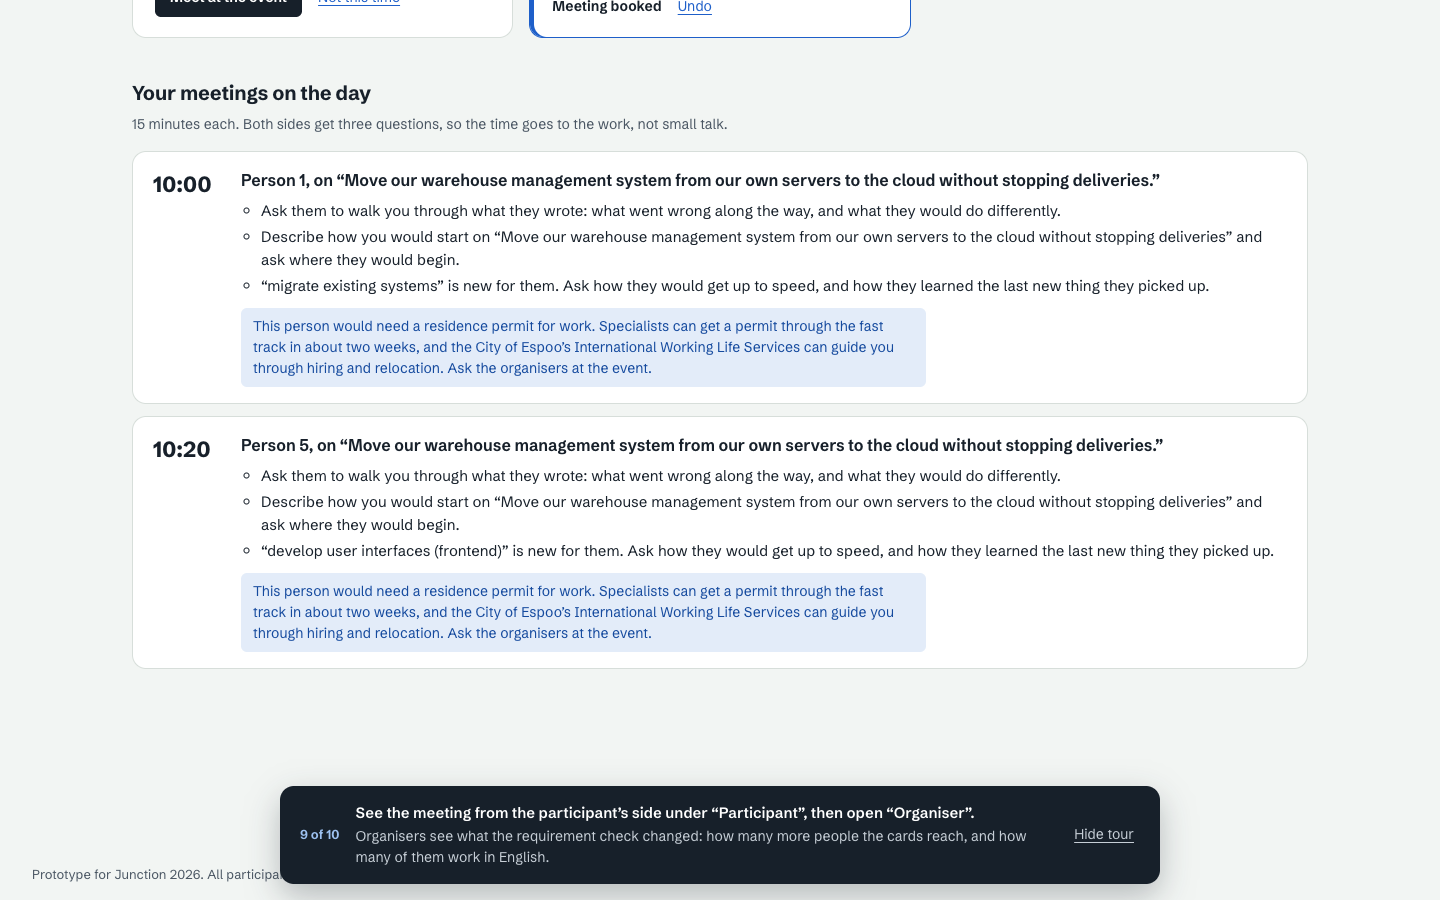 Meeting booked Undo
Your meetings on the day
15 minutes each. Both sides get three questions, so the time goes to the work, not small talk.
10:00
Person 1, on “Move our warehouse management system from our own servers to the cloud without stopping deliveries.”
Ask them to walk you through what they wrote: what went wrong along the way, and what they would do differently.
Describe how you would start on “Move our warehouse management system from our own servers to the cloud without stopping deliveries” and
ask where they would begin.
“migrate existing systems” is new for them. Ask how they would get up to speed, and how they learned the last new thing they picked up.
This person would need a residence permit for work. Specialists can get a permit through the fast
track in about two weeks, and the City of Espoo’s International Working Life Services can guide you
through hiring and relocation. Ask the organisers at the event.
10:20
Person 5, on “Move our warehouse management system from our own servers to the cloud without stopping deliveries.”
Ask them to walk you through what they wrote: what went wrong along the way, and what they would do differently.
Describe how you would start on “Move our warehouse management system from our own servers to the cloud without stopping deliveries” and
ask where they would begin.
“develop user interfaces (frontend)” is new for them. Ask how they would get up to speed, and how they learned the last new thing they picked up.
This person would need a residence permit for work. Specialists can get a permit through the fast
track in about two weeks, and the City of Espoo’s International Working Life Services can guide you
through hiring and relocation. Ask the organisers at the event.
9 of 10
See the meeting from the participant’s side under “Participant”, then open “Organiser”.
Organisers see what the requirement check changed: how many more people the cards reach, and how
many of them work in English.
Hide tour
Prototype for Junction 2026. All